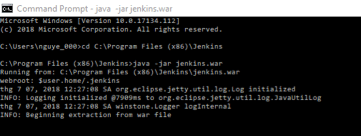 Command Prompt - java -jar jenkins.war
Microsoft Windows [Version 10.0.17134.112]
(c) 2018 Microsoft Corporation. All rights reserved.
C:\Users\nguye_000>cd C:\Program Files (x86)\Jenkins
C:\Program Files (x86)\Jenkins>java -jar jenkins.war
Running from: C:\Program Files (x86)\Jenkins\jenkins.war
webroot: $user.home/.jenkins
thg 7 07, 2018 12:27:08 SA org.eclipse.jetty.util.log.Log initialized
INFO: Logging initialized @7909ms to org.eclipse.jetty.util.log.JavaUtilLog
thg 7 07, 2018 12:27:08 SA winstone.Logger logInternal
INFO: Beginning extraction from war file